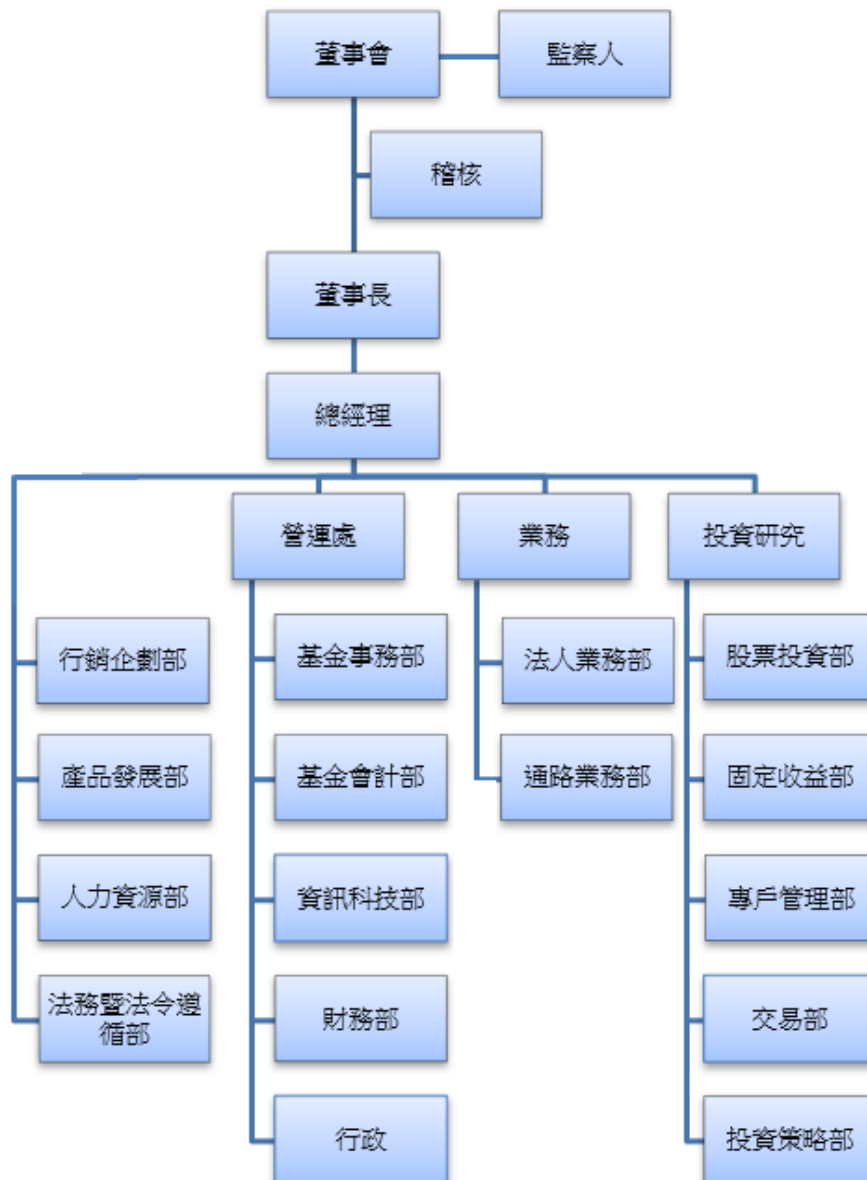 董事會
監察人
稽核
董事長
總經理
營運處
業務
投資研究
行銷企劃部
基金事務部
法人業務部
股票投資部
產品發展部
基金會計部
通路業務部
固定收益部
人力資源部
資訊科技部
專戶管理部
法務暨法令遵
循部
財務部
交易部
行政
投資策略部